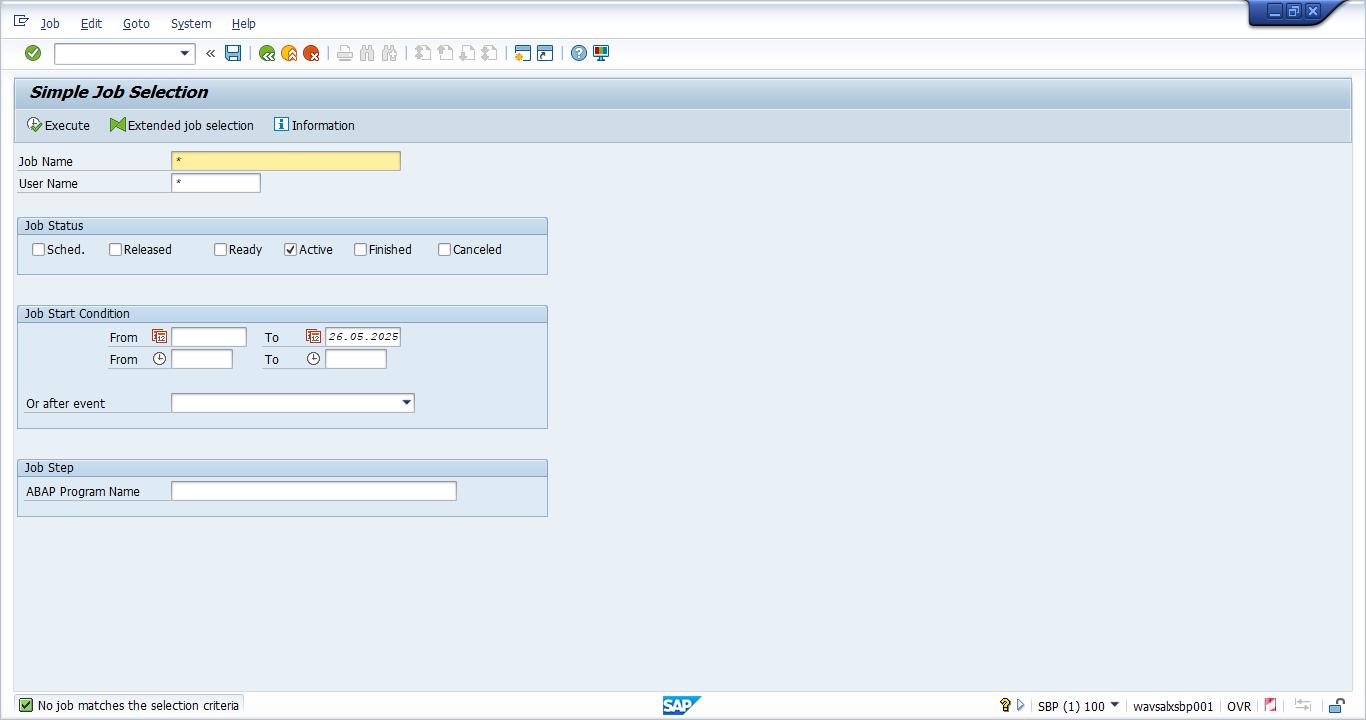 Job Edit Goto System Help
Simple Job Selection
Execute Extended job selection Information
Job Name *
User Name *
Job Status
Sched. Released Ready Active Finished Canceled
Job Start Condition
From To 26.05.2025
From To
Or after event
Job Step
ABAP Program Name
No job matches the selection criteria SAP SBP (1) 100 wavsalxsbp001 OVR